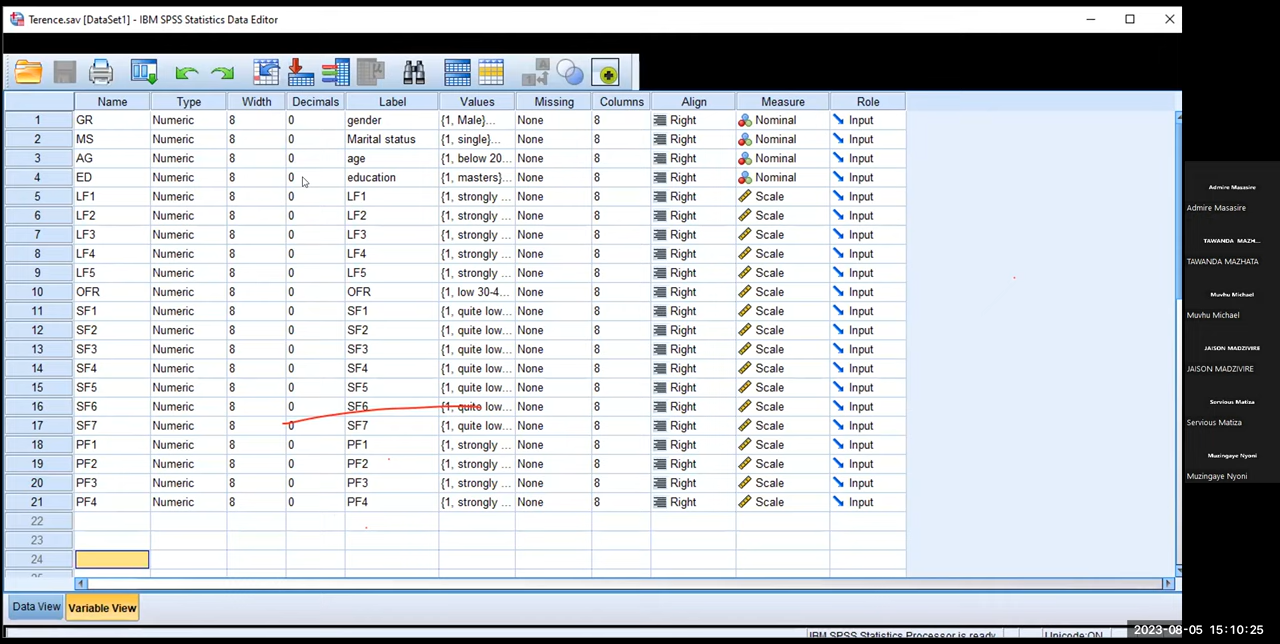 Terence.sav [DataSet1] - IBM SPSS Statistics Data Editor
Name Type Width Decimals Label Values Missing Columns Align Measure Role
1 GR Numeric 8 0 gender {1, Male}... None 8 Right Nominal Input
2 MS Numeric 8 0 Marital status {1, single}... None 8 Right Nominal Input
3 AG Numeric 8 0 age {1, below 20... None 8 Right Nominal Input
4 ED Numeric 8 0 education {1, masters}... None 8 Right Nominal Input
5 LF1 Numeric 8 0 LF1 {1, strongly ... None 8 Right Scale Input
6 LF2 Numeric 8 0 LF2 {1, strongly ... None 8 Right Scale Input
7 LF3 Numeric 8 0 LF3 {1, strongly ... None 8 Right Scale Input
8 LF4 Numeric 8 0 LF4 {1, strongly ... None 8 Right Scale Input
9 LF5 Numeric 8 0 LF5 {1, strongly ... None 8 Right Scale Input
10 OFR Numeric 8 0 OFR {1, low 30-4... None 8 Right Scale Input
11 SF1 Numeric 8 0 SF1 {1, quite low... None 8 Right Scale Input
12 SF2 Numeric 8 0 SF2 {1, quite low... None 8 Right Scale Input
13 SF3 Numeric 8 0 SF3 {1, quite low... None 8 Right Scale Input
14 SF4 Numeric 8 0 SF4 {1, quite low... None 8 Right Scale Input
15 SF5 Numeric 8 0 SF5 {1, quite low... None 8 Right Scale Input
16 SF6 Numeric 8 0 SF6 {1, quite low... None 8 Right Scale Input
17 SF7 Numeric 8 0 SF7 {1, quite low... None 8 Right Scale Input
18 PF1 Numeric 8 0 PF1 {1, strongly ... None 8 Right Scale Input
19 PF2 Numeric 8 0 PF2 {1, strongly ... None 8 Right Scale Input
20 PF3 Numeric 8 0 PF3 {1, strongly ... None 8 Right Scale Input
21 PF4 Numeric 8 0 PF4 {1, strongly ... None 8 Right Scale Input
22
23
24
25
Data View Variable View
IBM SPSS Statistics Processor is ready Unicode:ON
Admire Masasire
Admire Masasire
TAWANDA MAZH...
TAWANDA MAZHATA
Muvhu Michael
Muvhu Michael
JAISON MADZIVIRE
JAISON MADZIVIRE
Servious Matiza
Servious Matiza
Muzingaye Nyoni
Muzingaye Nyoni
2023-08-05 15:10:25